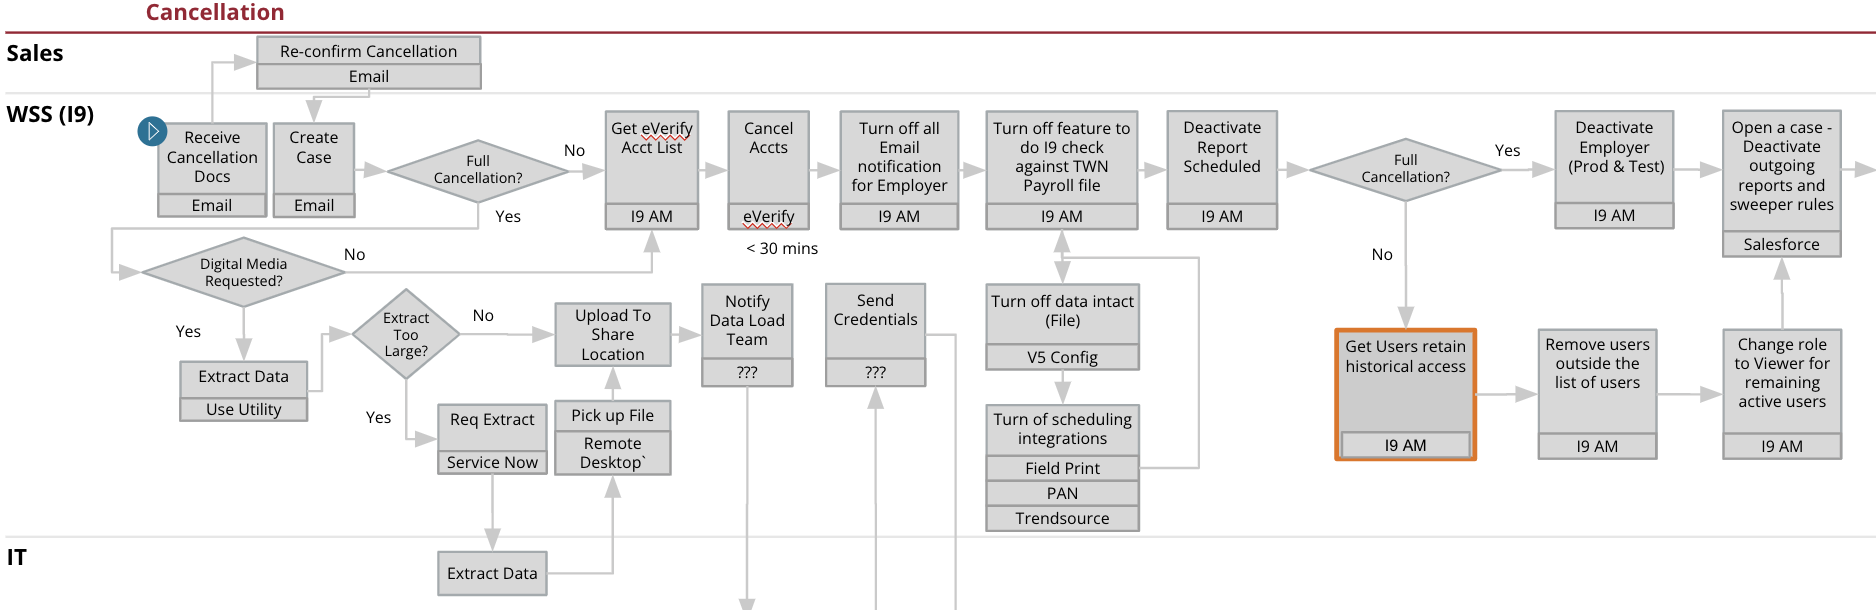 Cancellation
Sales
Re-confirm Cancellation
Email
WSS (I9)
Receive
Cancellation
Docs
Email
Create
Case
Email
Full
Cancellation?
No
Yes
Get eVerify
Acct List
I9 AM
Cancel
Accts
eVerify
< 30 mins
Turn off all
Email
notification
for Employer
I9 AM
Turn off feature to
do I9 check
against TWN
Payroll file
I9 AM
Deactivate
Report
Scheduled
I9 AM
Full
Cancellation?
Yes
No
Deactivate
Employer
(Prod & Test)
I9 AM
Open a case -
Deactivate
outgoing
reports and
sweeper rules
Salesforce
Digital Media
Requested?
No
Yes
Extract Data
Use Utility
Extract
Too
Large?
No
Yes
Upload To
Share
Location
Notify
Data Load
Team
???
Send
Credentials
???
Req Extract
Service Now
Pick up File
Remote
Desktop`
Turn off data intact
(File)
V5 Config
Turn of scheduling
integrations
Field Print
PAN
Trendsource
Get Users retain
historical access
I9 AM
Remove users
outside the
list of users
I9 AM
Change role
to Viewer for
remaining
active users
I9 AM
IT
Extract Data